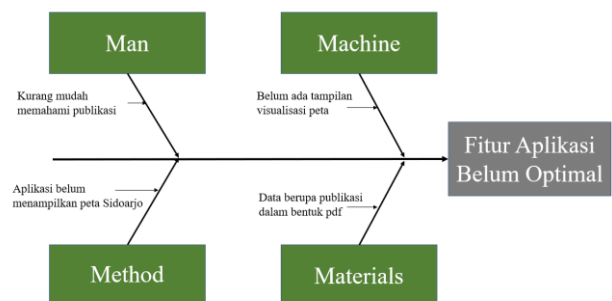 Man
Machine
Kurang mudah
memahami publikasi
Belum ada tampilan
visualisasi peta
Fitur Aplikasi
Belum Optimal
Aplikasi belum
menampilkan peta Sidoarjo
Data berupa publikasi
dalam bentuk pdf
Method
Materials